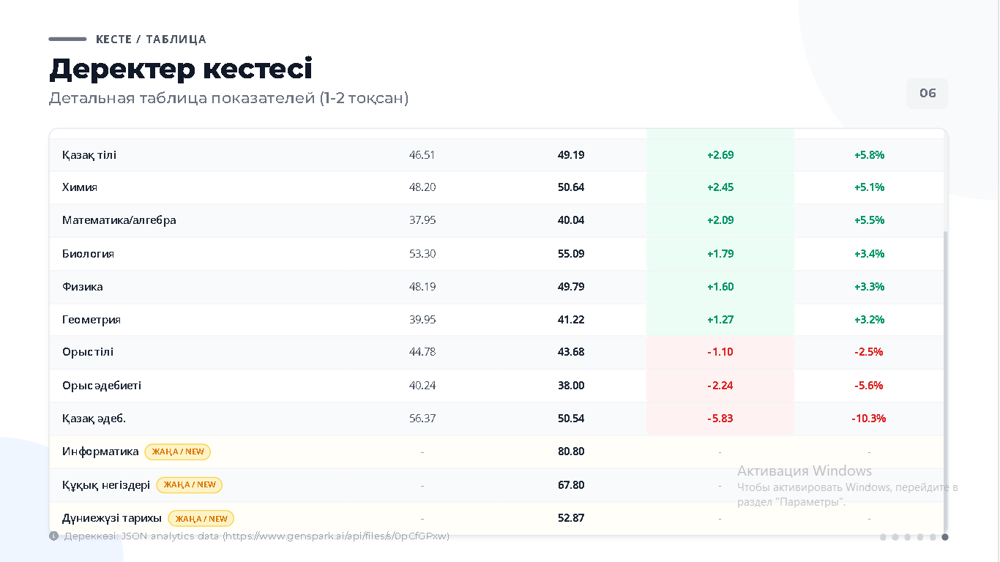 КЕСТЕ / ТАБЛИЦА
Деректер кестесі
Детальная таблица показателей (1-2 тоқсан)
06
Қазақ тілі 46.51 49.19 +2.69 +5.8%
Химия 48.20 50.64 +2.45 +5.1%
Математика/алгебра 37.95 40.04 +2.09 +5.5%
Биология 53.30 55.09 +1.79 +3.4%
Физика 48.19 49.79 +1.60 +3.3%
Геометрия 39.95 41.22 +1.27 +3.2%
Орыс тілі 44.78 43.68 -1.10 -2.5%
Орыс әдебиеті 40.24 38.00 -2.24 -5.6%
Қазақ әдеб. 56.37 50.54 -5.83 -10.3%
Информатика ЖАҢА / NEW - 80.80 - -
Құқық негіздері ЖАҢА / NEW - 67.80 - -
Дүниежүзі тарихы ЖАҢА / NEW - 52.87 - -
Активация Windows
Чтобы активировать Windows, перейдите в
раздел "Параметры".
Дереккөзі: JSON analytics data (https://www.genspark.ai/api/files/s/0pCfGPxw)